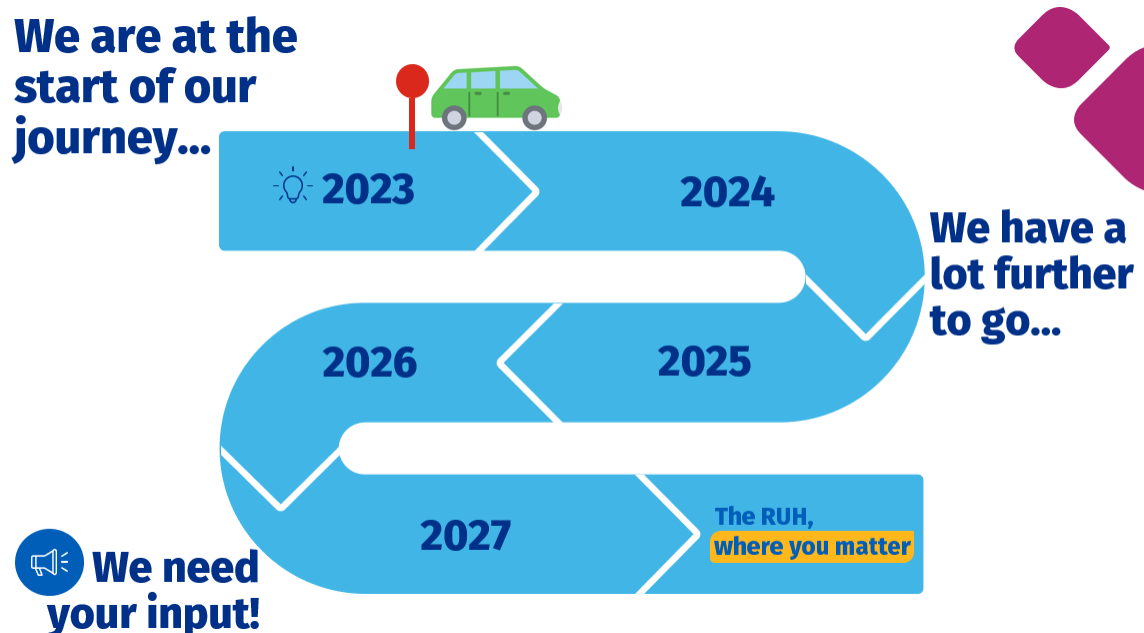 We are at the
start of our
journey...
2023
2024
We have a
lot further
to go...
2026
2025
2027
The RUH,
where you matter
We need
your input!